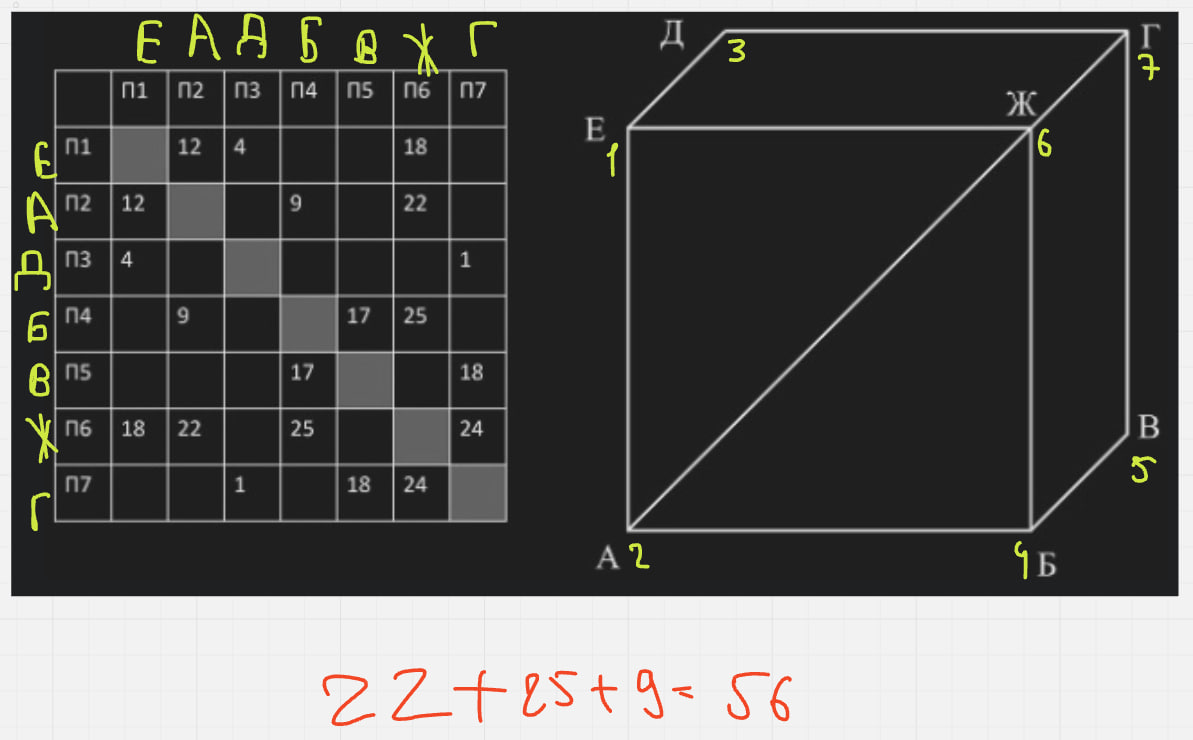 Е А Д Б В Ж Г
П1 П2 П3 П4 П5 П6 П7
Е П1 12 4 18
А П2 12 9 22
Д П3 4 1
Б П4 9 17 25
В П5 17 18
Ж П6 18 22 25 24
Г П7 1 18 24
Д 3 Г 7
Е 1 Ж 6
В 5
А 2 4 Б
22+25+9=56